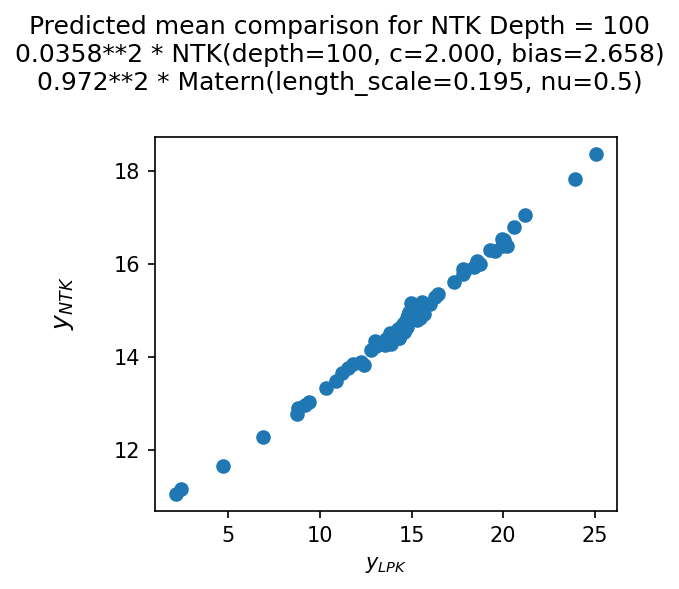 Predicted mean comparison for NTK Depth = 100
0.0358**2 * NTK(depth=100, c=2.000, bias=2.658)
0.972**2 * Matern(length_scale=0.195, nu=0.5)
18
16
14
12
y_NTK
5 10 15 20 25
y_LPK